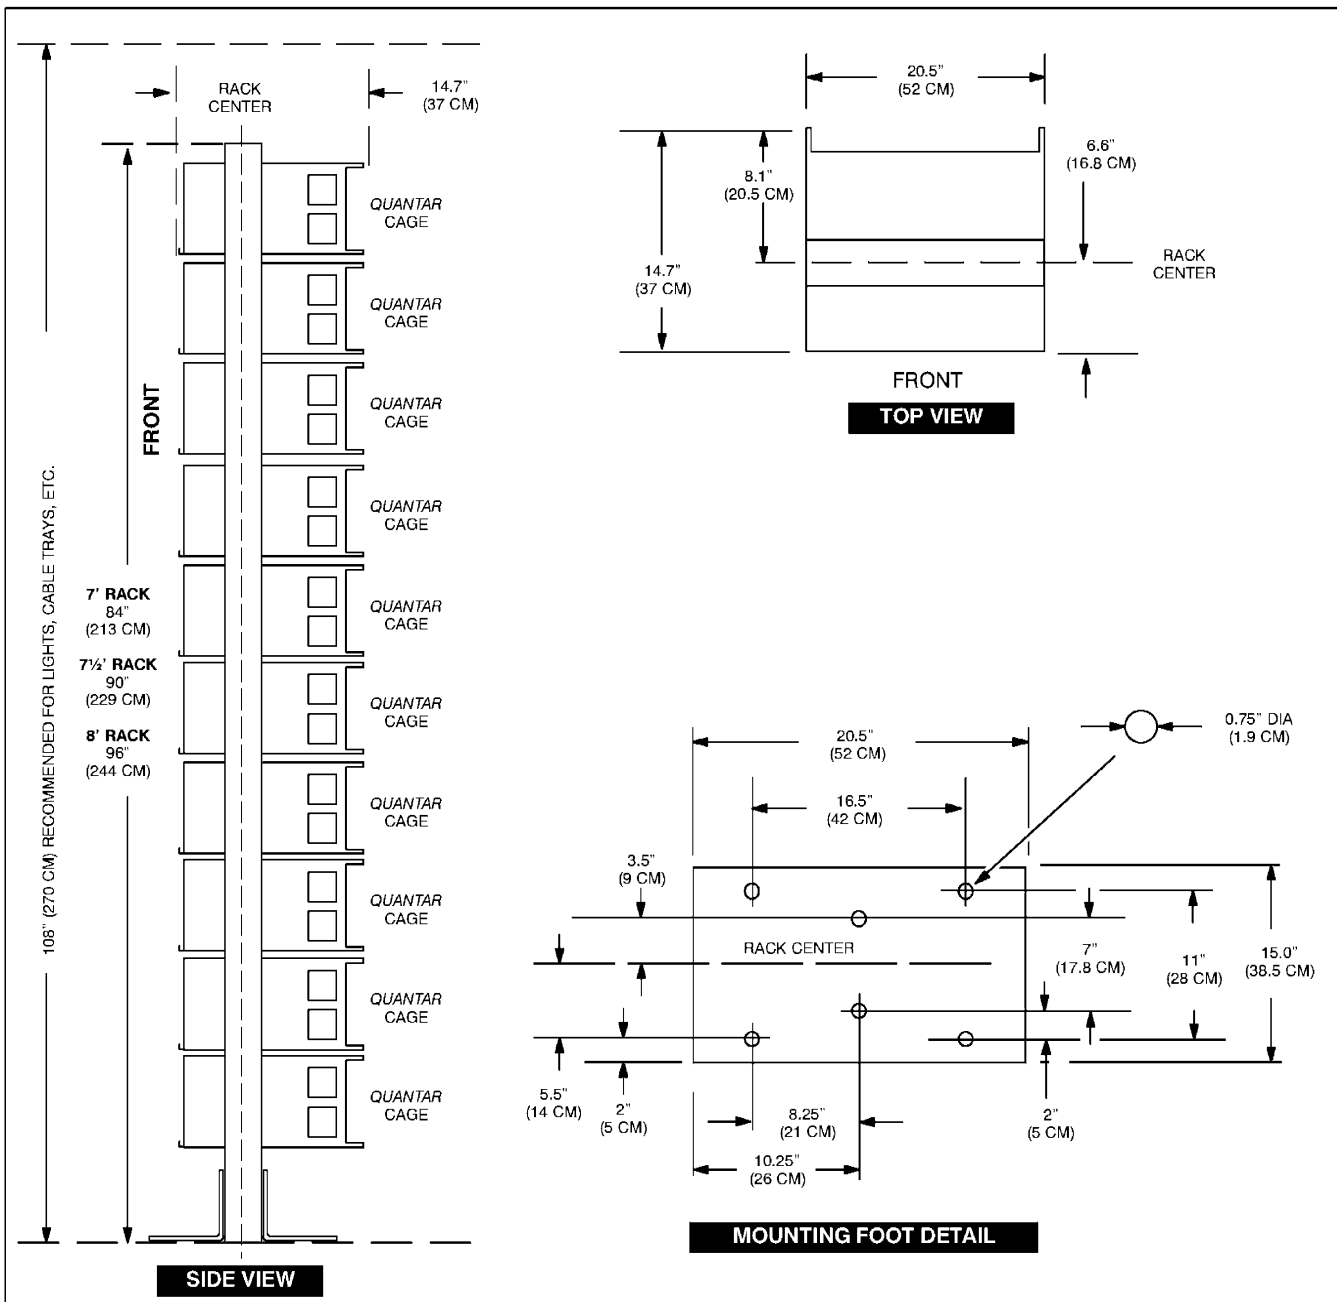 14.7"
(37 CM)
RACK
CENTER
QUANTAR
CAGE
QUANTAR
CAGE
QUANTAR
CAGE
QUANTAR
CAGE
QUANTAR
CAGE
QUANTAR
CAGE
QUANTAR
CAGE
QUANTAR
CAGE
QUANTAR
CAGE
QUANTAR
CAGE
FRONT
108" (270 CM) RECOMMENDED FOR LIGHTS, CABLE TRAYS, ETC.
7' RACK
84"
(213 CM)
7½' RACK
90"
(229 CM)
8' RACK
96"
(244 CM)
SIDE VIEW
20.5"
(52 CM)
8.1"
(20.5 CM)
6.6"
(16.8 CM)
14.7"
(37 CM)
RACK
CENTER
FRONT
TOP VIEW
20.5"
(52 CM)
0.75" DIA
(1.9 CM)
16.5"
(42 CM)
3.5"
(9 CM)
RACK CENTER
7"
(17.8 CM)
11"
(28 CM)
15.0"
(38.5 CM)
5.5"
(14 CM)
2"
(5 CM)
8.25"
(21 CM)
2"
(5 CM)
10.25"
(26 CM)
MOUNTING FOOT DETAIL